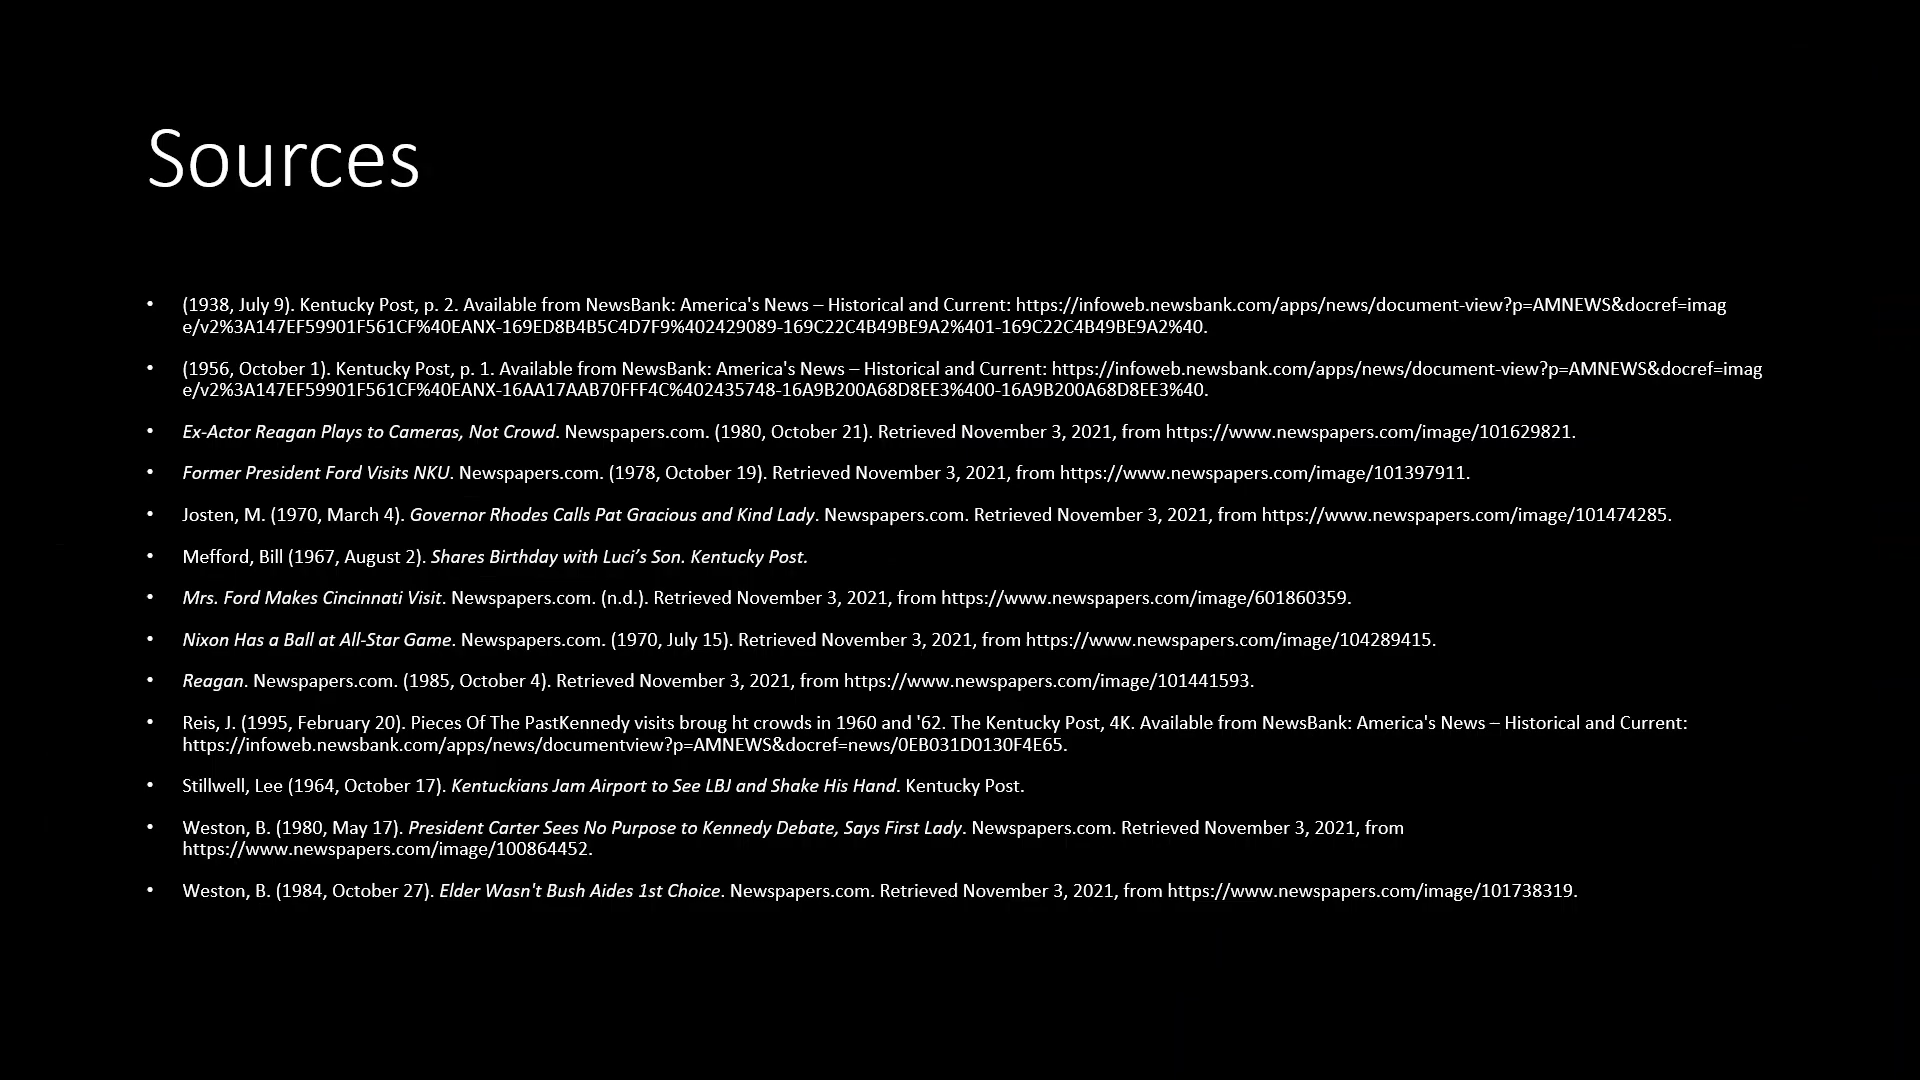 Sources
• (1938, July 9). Kentucky Post, p. 2. Available from NewsBank: America's News – Historical and Current: https://infoweb.newsbank.com/apps/news/document-view?p=AMNEWS&docref=imag
e/v2%3A147EF59901F561CF%40EANX-169ED8B4B5C4D7F9%402429089-169C22C4B49BE9A2%401-169C22C4B49BE9A2%40.
• (1956, October 1). Kentucky Post, p. 1. Available from NewsBank: America's News – Historical and Current: https://infoweb.newsbank.com/apps/news/document-view?p=AMNEWS&docref=imag
e/v2%3A147EF59901F561CF%40EANX-16AA17AAB70FFF4C%402435748-16A9B200A68D8EE3%400-16A9B200A68D8EE3%40.
• Ex-Actor Reagan Plays to Cameras, Not Crowd. Newspapers.com. (1980, October 21). Retrieved November 3, 2021, from https://www.newspapers.com/image/101629821.
• Former President Ford Visits NKU. Newspapers.com. (1978, October 19). Retrieved November 3, 2021, from https://www.newspapers.com/image/101397911.
• Josten, M. (1970, March 4). Governor Rhodes Calls Pat Gracious and Kind Lady. Newspapers.com. Retrieved November 3, 2021, from https://www.newspapers.com/image/101474285.
• Mefford, Bill (1967, August 2). Shares Birthday with Luci’s Son. Kentucky Post.
• Mrs. Ford Makes Cincinnati Visit. Newspapers.com. (n.d.). Retrieved November 3, 2021, from https://www.newspapers.com/image/601860359.
• Nixon Has a Ball at All-Star Game. Newspapers.com. (1970, July 15). Retrieved November 3, 2021, from https://www.newspapers.com/image/104289415.
• Reagan. Newspapers.com. (1985, October 4). Retrieved November 3, 2021, from https://www.newspapers.com/image/101441593.
• Reis, J. (1995, February 20). Pieces Of The PastKennedy visits broug ht crowds in 1960 and '62. The Kentucky Post, 4K. Available from NewsBank: America's News – Historical and Current:
https://infoweb.newsbank.com/apps/news/documentview?p=AMNEWS&docref=news/0EB031D0130F4E65.
• Stillwell, Lee (1964, October 17). Kentuckians Jam Airport to See LBJ and Shake His Hand. Kentucky Post.
• Weston, B. (1980, May 17). President Carter Sees No Purpose to Kennedy Debate, Says First Lady. Newspapers.com. Retrieved November 3, 2021, from
https://www.newspapers.com/image/100864452.
• Weston, B. (1984, October 27). Elder Wasn't Bush Aides 1st Choice. Newspapers.com. Retrieved November 3, 2021, from https://www.newspapers.com/image/101738319.